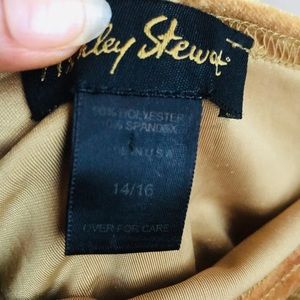 hley Stewart
POLYESTER
% SPANDEX
IN USA
14/16
OVER FOR CARE